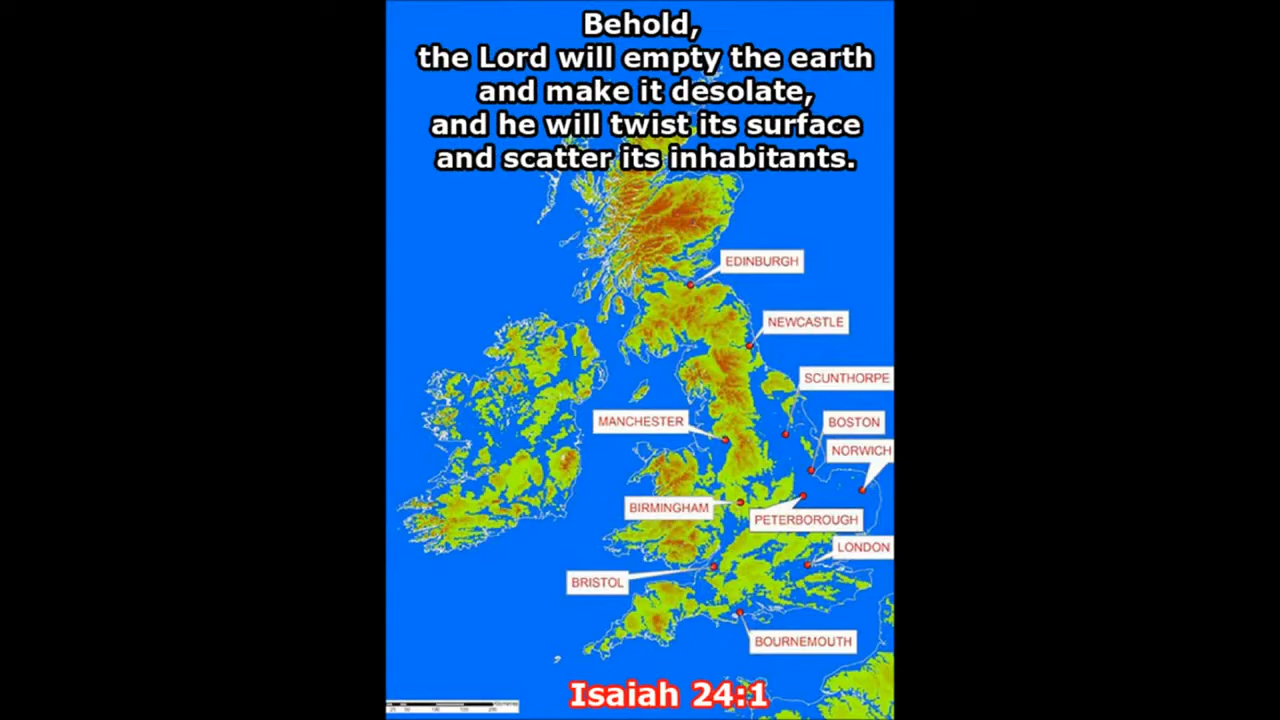 Behold,
the Lord will empty the earth
and make it desolate,
and he will twist its surface
and scatter its inhabitants.
EDINBURGH
NEWCASTLE
SCUNTHORPE
MANCHESTER
BOSTON
NORWICH
BIRMINGHAM
PETERBOROUGH
LONDON
BRISTOL
BOURNEMOUTH
Isaiah 24:1